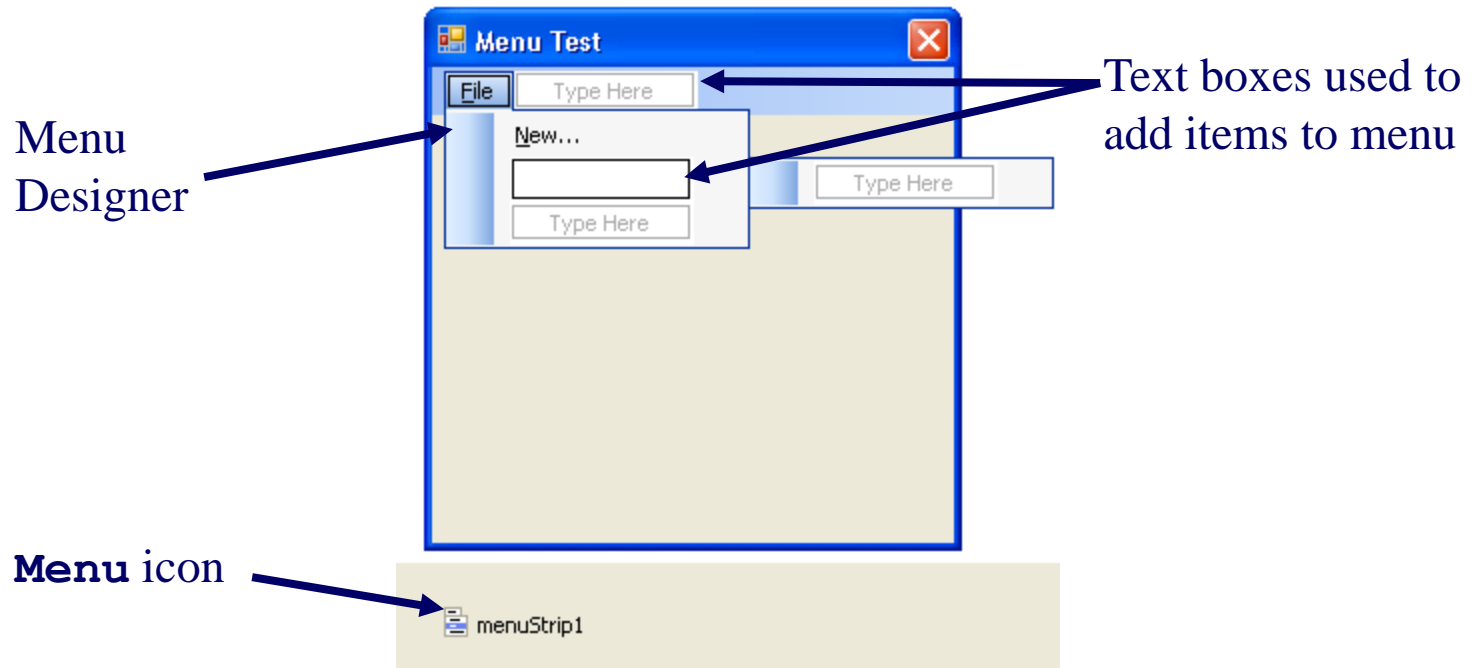 Menu Test
File
Type Here
Text boxes used to
add items to menu
Menu
Designer
New...
Type Here
Type Here
Menu icon
menuStrip1